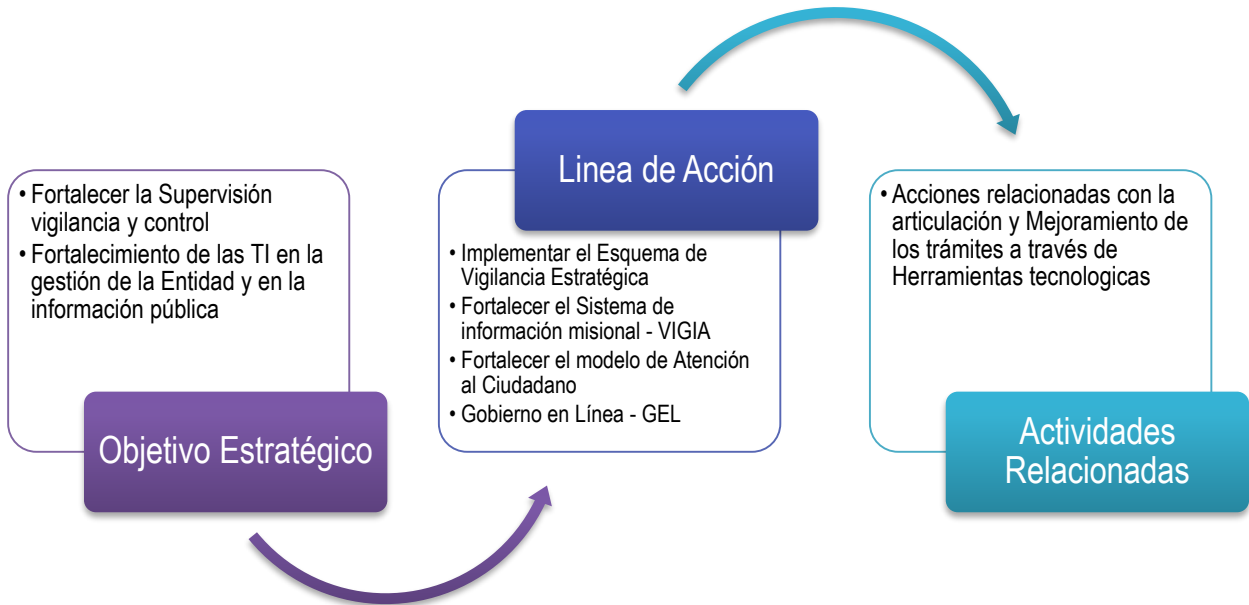 • Fortalecer la Supervisión
vigilancia y control
• Fortalecimiento de las TI en la
gestión de la Entidad y en la
información pública
Objetivo Estratégico
Linea de Acción
• Implementar el Esquema de
Vigilancia Estratégica
• Fortalecer el Sistema de
información misional - VIGIA
• Fortalecer el modelo de Atención
al Ciudadano
• Gobierno en Línea - GEL
• Acciones relacionadas con la
articulación y Mejoramiento de
los trámites a través de
Herramientas tecnologicas
Actividades
Relacionadas